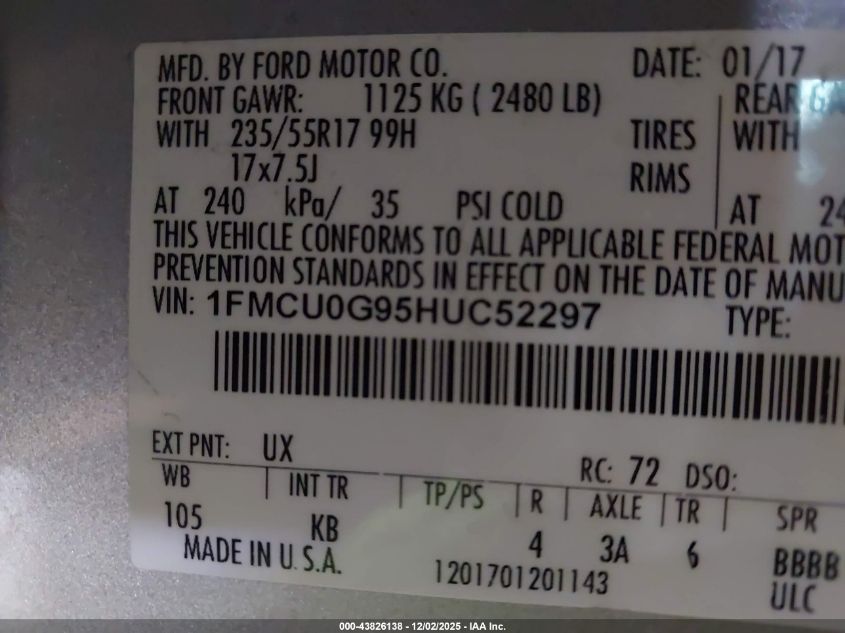 MFD. BY FORD MOTOR CO. DATE: 01/17
FRONT GAWR: 1125 KG ( 2480 LB) REAR
WITH 235/55R17 99H TIRES WITH
17x7.5J RIMS
AT 240 kPa/ 35 PSI COLD AT 24
THIS VEHICLE CONFORMS TO ALL APPLICABLE FEDERAL MOT
PREVENTION STANDARDS IN EFFECT ON THE DATE OF MANU
VIN: 1FMCU0G95HUC52297 TYPE:
EXT PNT: UX RC: 72 DSO:
WB INT TR TP/PS R AXLE TR SPR
105 KB 4 3A 6 BBBB
MADE IN U.S.A. 1201701201143 ULC
000-43826138 - 12/02/2025 - IAA Inc.